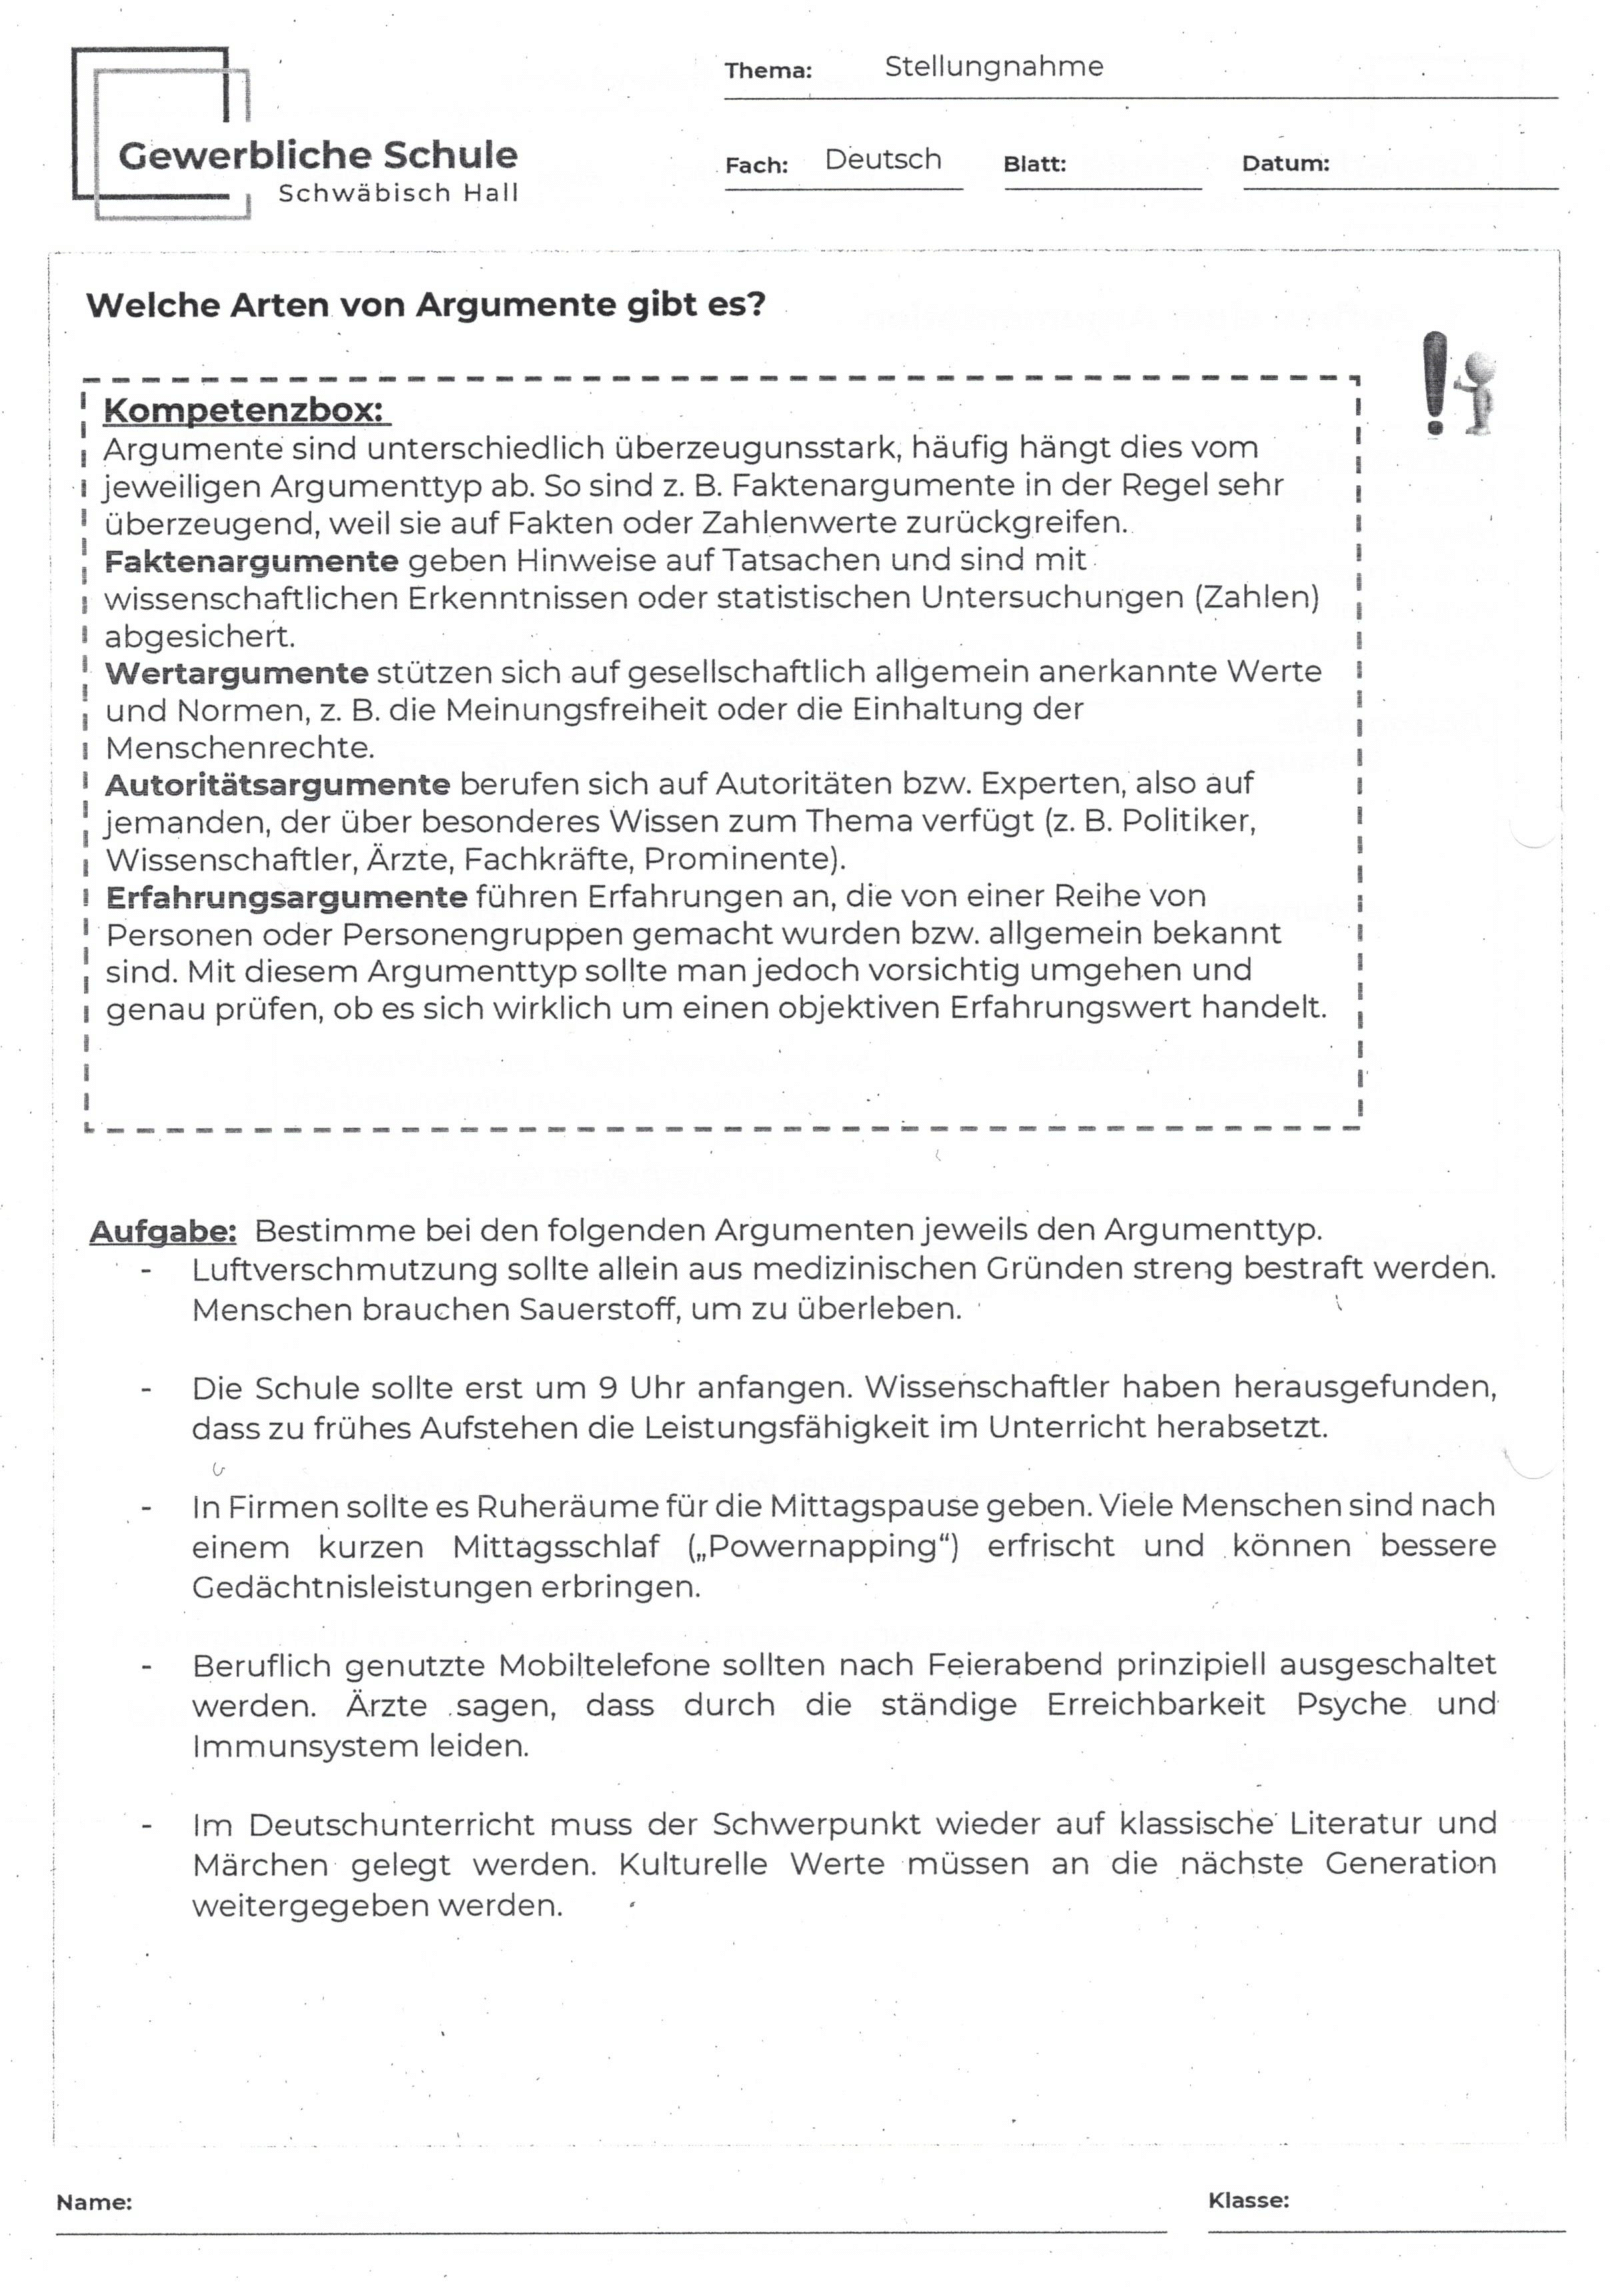 Thema: Stellungnahme
Gewerbliche Schule
Schwäbisch Hall
Fach: Deutsch Blatt: Datum:
Welche Arten von Argumente gibt es?
Kompetenzbox:
Argumente sind unterschiedlich überzeugunsstark, häufig hängt dies vom
jeweiligen Argumenttyp ab. So sind z. B. Faktenargumente in der Regel sehr
überzeugend, weil sie auf Fakten oder Zahlenwerte zurückgreifen.
Faktenargumente geben Hinweise auf Tatsachen und sind mit
wissenschaftlichen Erkenntnissen oder statistischen Untersuchungen (Zahlen)
abgesichert.
Wertargumente stützen sich auf gesellschaftlich allgemein anerkannte Werte
und Normen, z. B. die Meinungsfreiheit oder die Einhaltung der
Menschenrechte.
Autoritätsargumente berufen sich auf Autoritäten bzw. Experten, also auf
jemanden, der über besonderes Wissen zum Thema verfügt (z. B. Politiker,
Wissenschaftler, Ärzte, Fachkräfte, Prominente).
Erfahrungsargumente führen Erfahrungen an, die von einer Reihe von
Personen oder Personengruppen gemacht wurden bzw. allgemein bekannt
sind. Mit diesem Argumenttyp sollte man jedoch vorsichtig umgehen und
genau prüfen, ob es sich wirklich um einen objektiven Erfahrungswert handelt.
Aufgabe: Bestimme bei den folgenden Argumenten jeweils den Argumenttyp.
- Luftverschmutzung sollte allein aus medizinischen Gründen streng bestraft werden.
Menschen brauchen Sauerstoff, um zu überleben.
- Die Schule sollte erst um 9 Uhr anfangen. Wissenschaftler haben herausgefunden,
dass zu frühes Aufstehen die Leistungsfähigkeit im Unterricht herabsetzt.
- In Firmen sollte es Ruheräume für die Mittagspause geben. Viele Menschen sind nach
einem kurzen Mittagsschlaf („Powernapping“) erfrischt und können bessere
Gedächtnisleistungen erbringen.
- Beruflich genutzte Mobiltelefone sollten nach Feierabend prinzipiell ausgeschaltet
werden. Ärzte sagen, dass durch die ständige Erreichbarkeit Psyche und
Immunsystem leiden.
- Im Deutschunterricht muss der Schwerpunkt wieder auf klassische Literatur und
Märchen gelegt werden. Kulturelle Werte müssen an die nächste Generation
weitergegeben werden.
Name: Klasse: